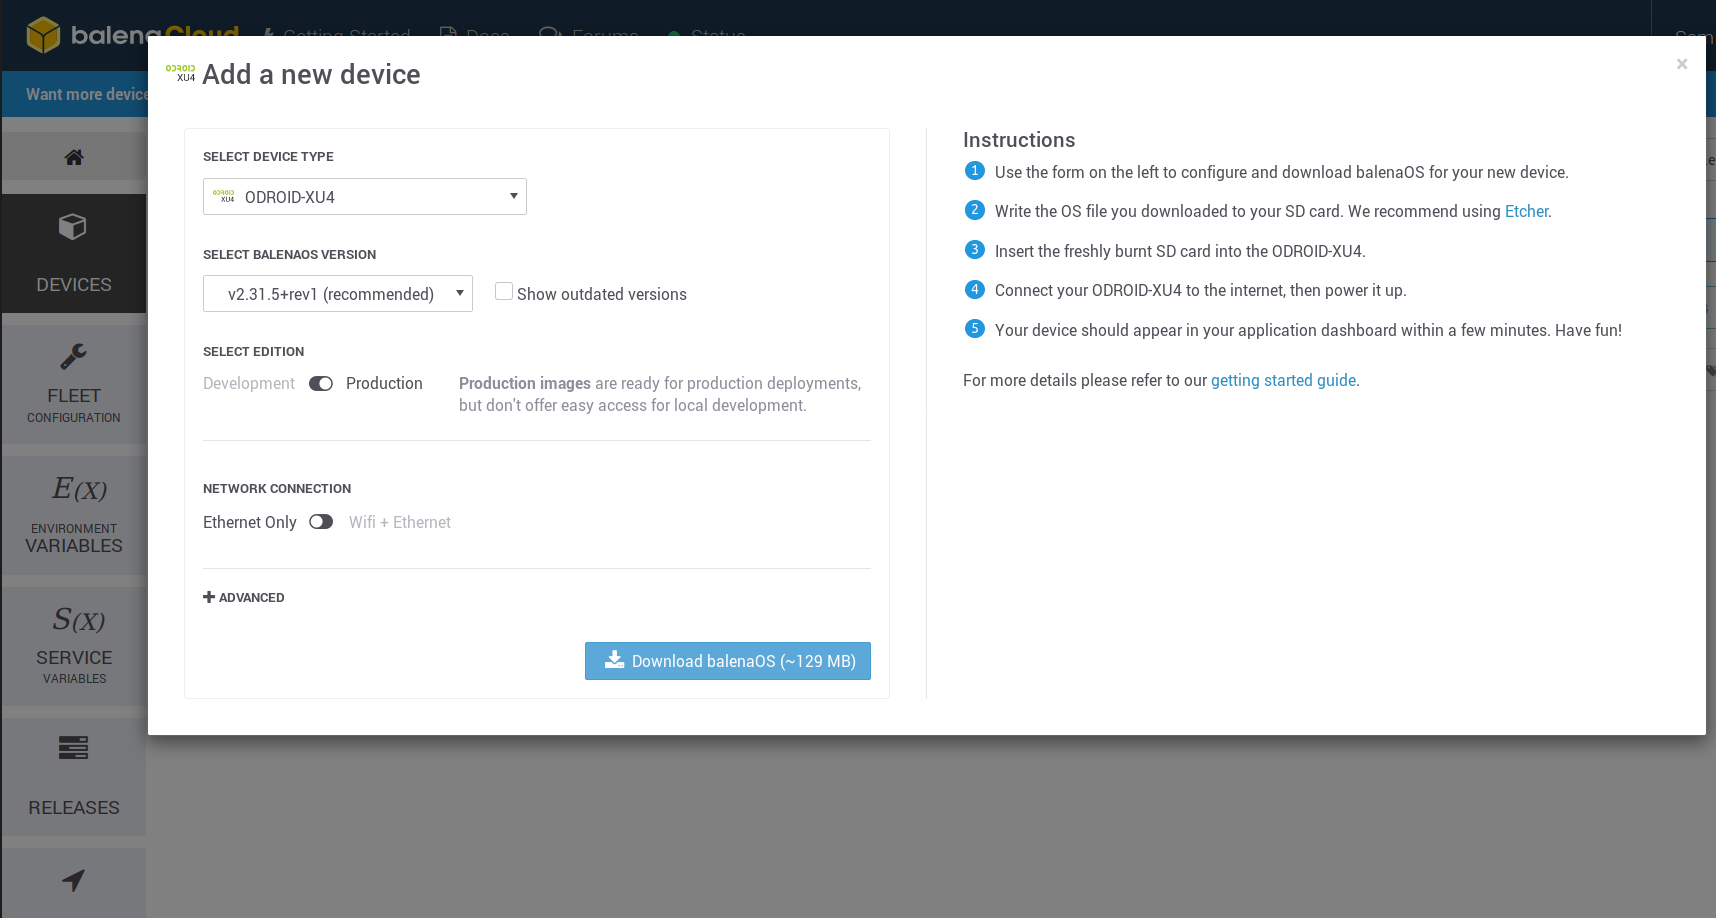 balenaCloud
Getting Started
Docs
Forums
Status
Want more device
ODROID
XU4
Add a new device
×
SELECT DEVICE TYPE
ODROID
XU4
ODROID-XU4
SELECT BALENAOS VERSION
v2.31.5+rev1 (recommended)
Show outdated versions
SELECT EDITION
Development
Production
Production images are ready for production deployments,
but don't offer easy access for local development.
NETWORK CONNECTION
Ethernet Only
Wifi + Ethernet
ADVANCED
Download balenaOS (~129 MB)
Instructions
1 Use the form on the left to configure and download balenaOS for your new device.
2 Write the OS file you downloaded to your SD card. We recommend using Etcher.
3 Insert the freshly burnt SD card into the ODROID-XU4.
4 Connect your ODROID-XU4 to the internet, then power it up.
5 Your device should appear in your application dashboard within a few minutes. Have fun!
For more details please refer to our getting started guide.
DEVICES
FLEET
CONFIGURATION
E(X)
ENVIRONMENT
VARIABLES
S(X)
SERVICE
VARIABLES
RELEASES